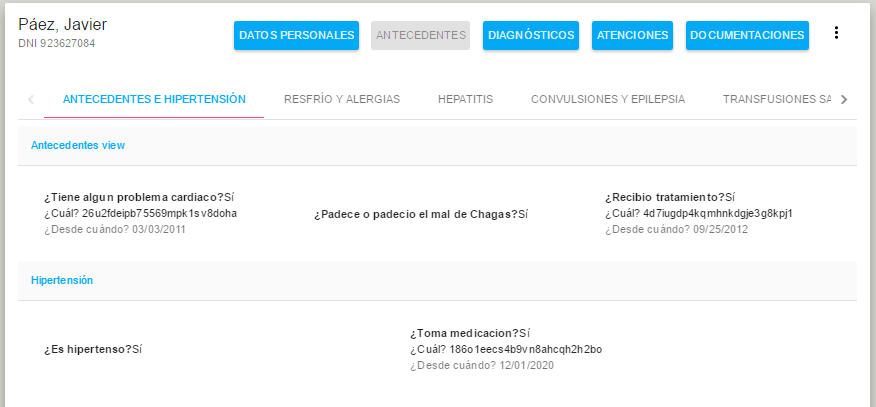 Páez, Javier
DNI 923627084
DATOS PERSONALES
ANTECEDENTES
DIAGNÓSTICOS
ATENCIONES
DOCUMENTACIONES
ANTECEDENTES E HIPERTENSIÓN
RESFRÍO Y ALERGIAS
HEPATITIS
CONVULSIONES Y EPILEPSIA
TRANSFUSIONES SA
Antecedentes view
¿Tiene algun problema cardiaco?Sí
¿Cuál? 26u2fdeipb75569mpk1sv8doha
¿Desde cuándo? 03/03/2011
¿Padece o padecio el mal de Chagas?Sí
¿Recibio tratamiento?Sí
¿Cuál? 4d7iugdp4kqmhnkdgje3g8kpj1
¿Desde cuándo? 09/25/2012
Hipertensión
¿Es hipertenso?Sí
¿Toma medicacion?Sí
¿Cuál? 186o1eecs4b9vn8ahcqh2h2bo
¿Desde cuándo? 12/01/2020